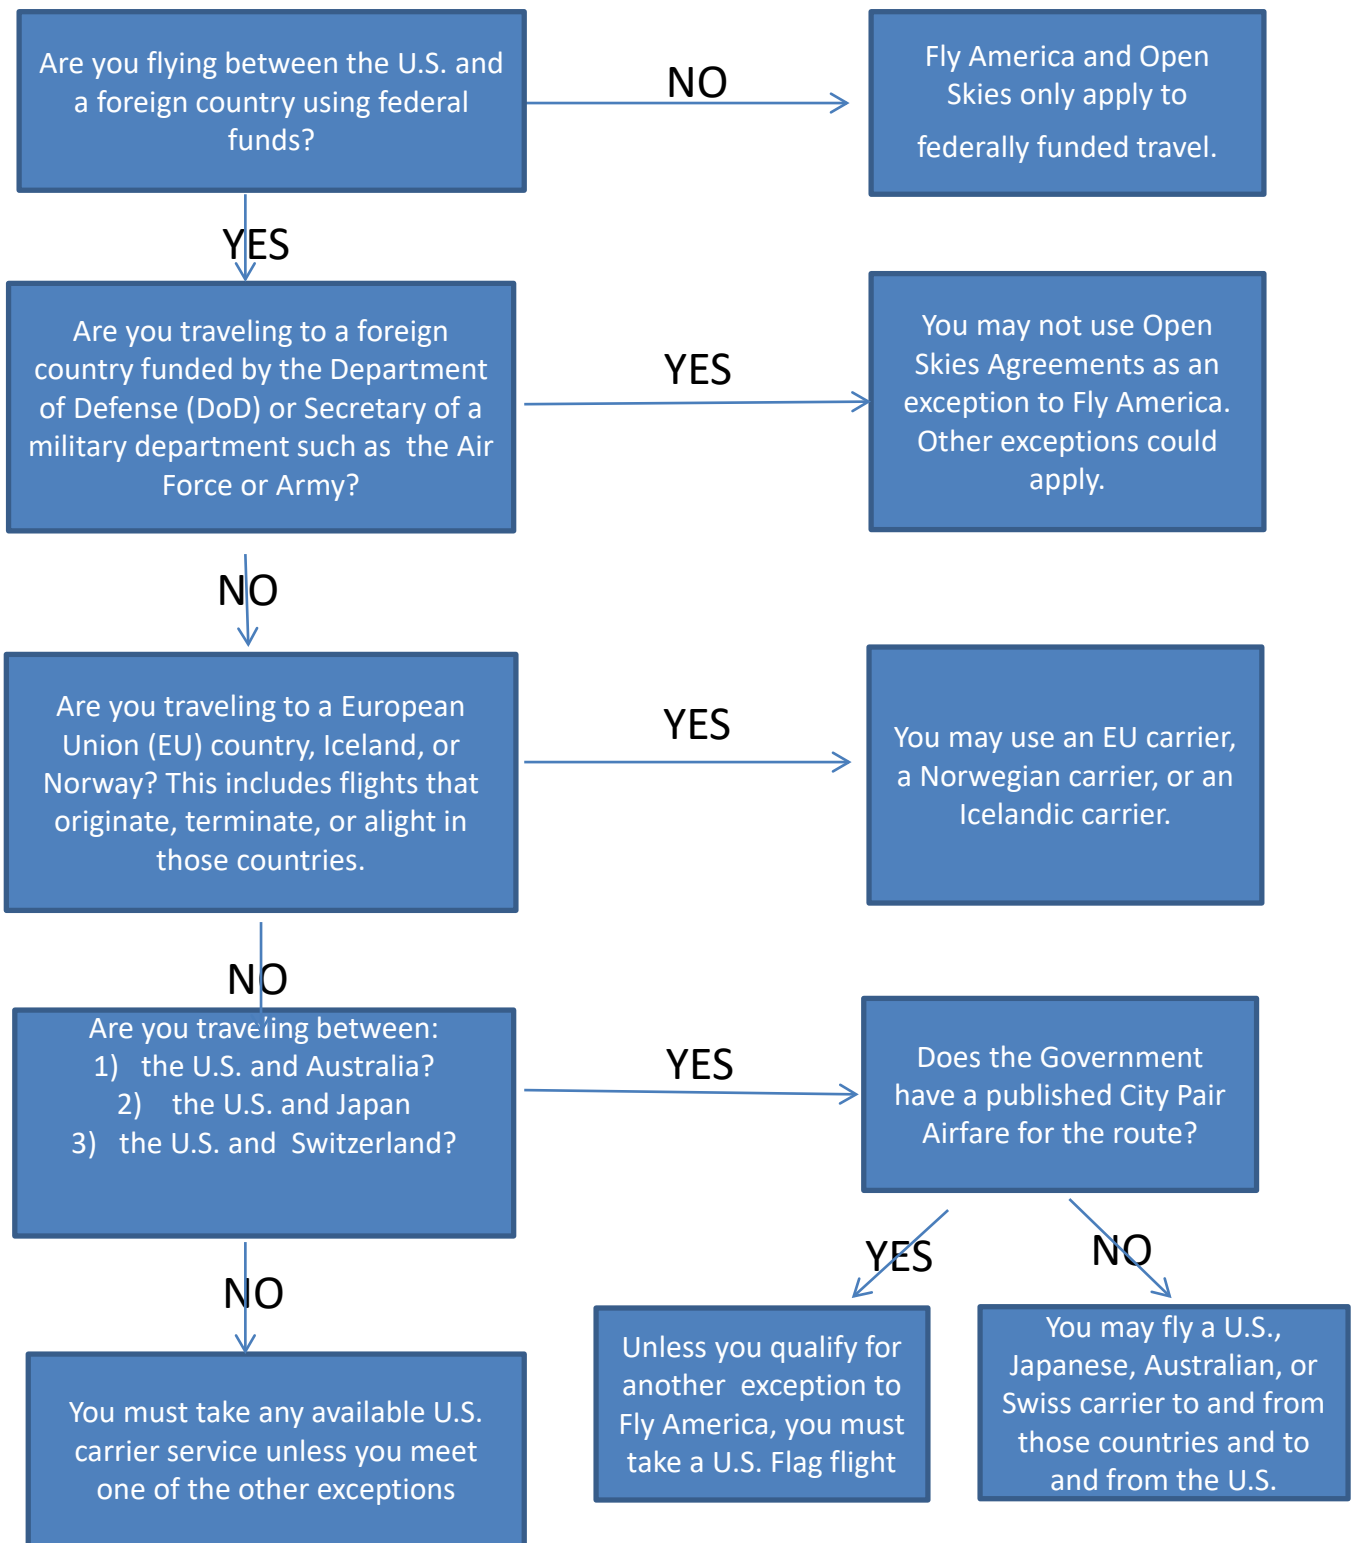 Are you flying between the U.S. and
a foreign country using federal
funds?
NO
Fly America and Open
Skies only apply to
federally funded travel.
YES
Are you traveling to a foreign
country funded by the Department
of Defense (DoD) or Secretary of a
military department such as  the Air
Force or Army?
YES
You may not use Open
Skies Agreements as an
exception to Fly America.
Other exceptions could
apply.
NO
Are you traveling to a European
Union (EU) country, Iceland, or
Norway? This includes flights that
originate, terminate, or alight in
those countries.
YES
You may use an EU carrier,
a Norwegian carrier, or an
Icelandic carrier.
NO
Are you traveling between:
1)   the U.S. and Australia?
2)   the U.S. and Japan
3)   the U.S. and  Switzerland?
YES
Does the Government
have a published City Pair
Airfare for the route?
NO
YES
NO
You must take any available U.S.
carrier service unless you meet
one of the other exceptions
Unless you qualify for
another  exception to
Fly America, you must
take a U.S. Flag flight
You may fly a U.S.,
Japanese, Australian, or
Swiss carrier to and from
those countries and to
and from the U.S.